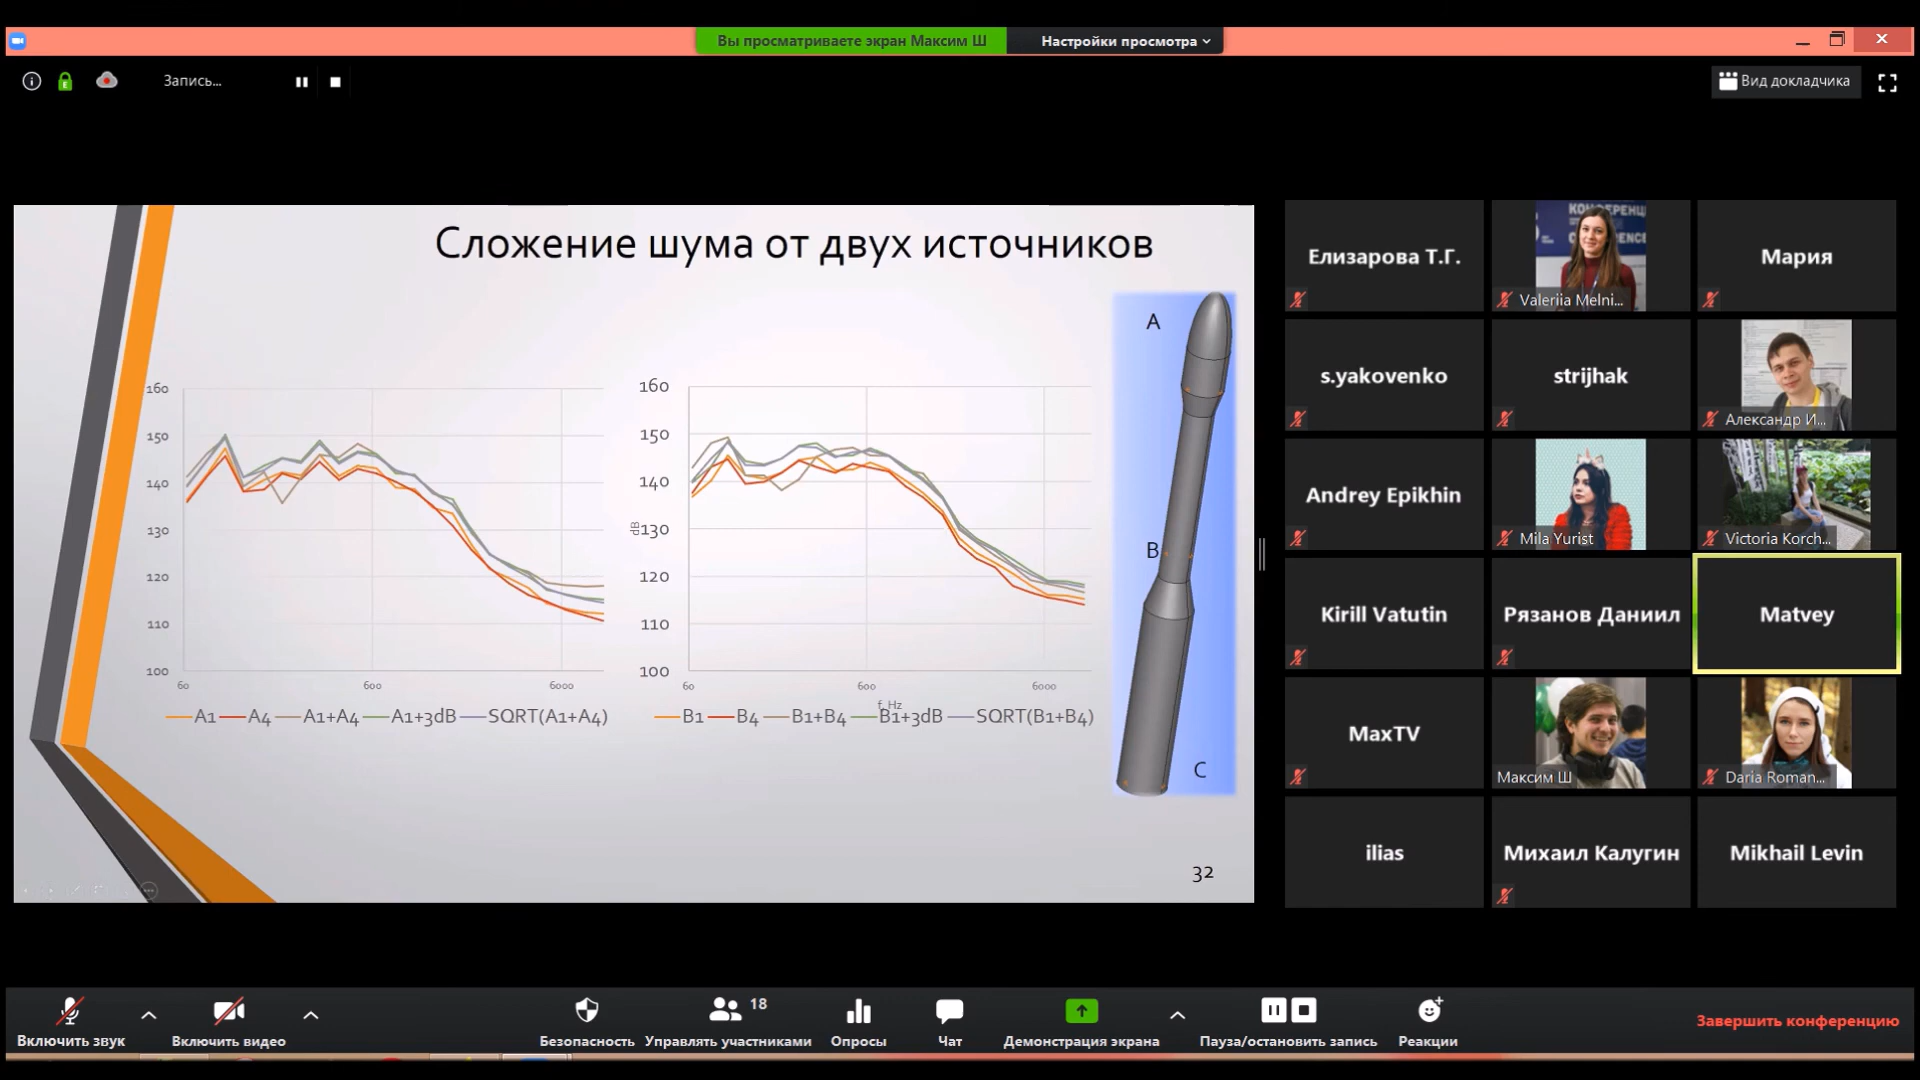 Вы просматриваете экран Максим Ш
Настройки просмотра
Запись...
Вид докладчика
Сложение шума от двух источников
160
150
140
130
120
110
100
60
600
6000
A1
A4
A1+A4
A1+3dB
SQRT(A1+A4)
160
150
140
130
120
110
100
dB
60
600
6000
f, Hz
B1
B4
B1+B4
B1+3dB
SQRT(B1+B4)
A
B
C
32
Елизарова Т.Г.
КОНФЕРЕНЦ
Valeriia Melni...
Мария
s.yakovenko
strijhak
Александр И...
Andrey Epikhin
Mila Yurist
Victoria Korch...
Kirill Vatutin
Рязанов Даниил
Matvey
MaxTV
Максим Ш
Daria Roman...
ilias
Михаил Калугин
Mikhail Levin
Включить звук
Включить видео
Безопасность
18
Управлять участниками
Опросы
Чат
Демонстрация экрана
Пауза/остановить запись
Реакции
Завершить конференцию